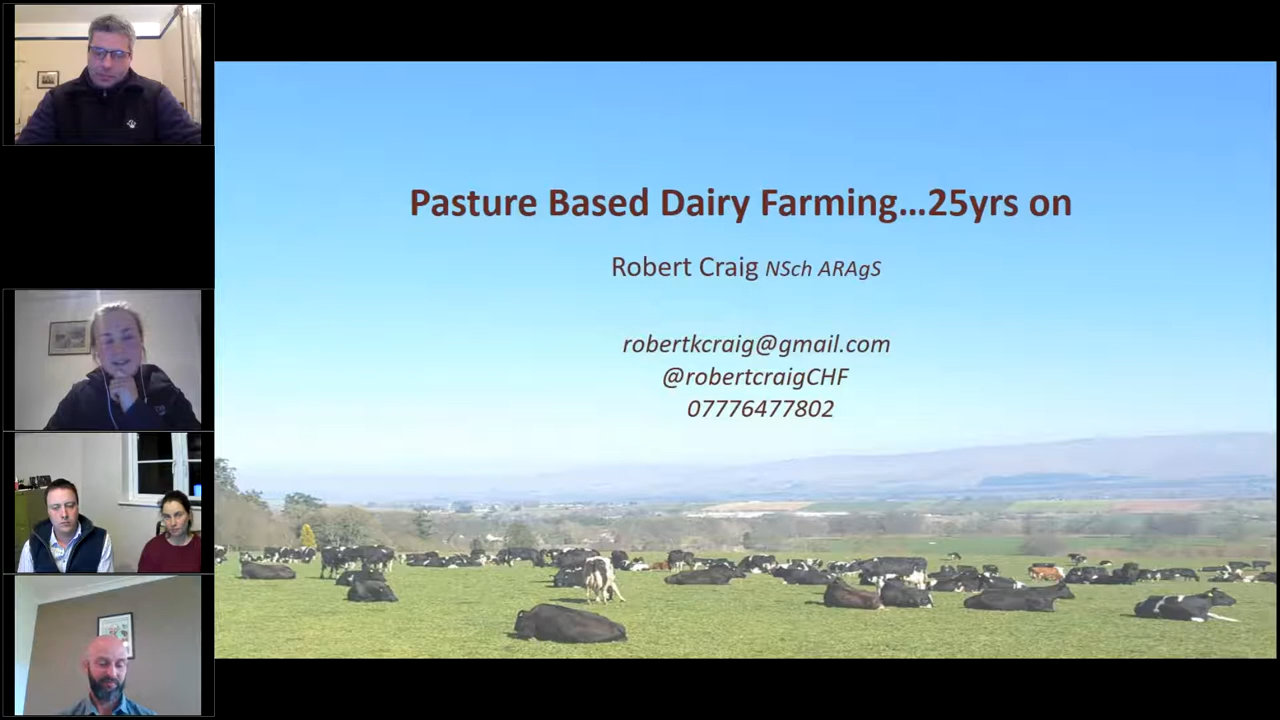 Pasture Based Dairy Farming...25yrs on
Robert Craig NSch ARAgS
robertkcraig@gmail.com
@robertcraigCHF
07776477802